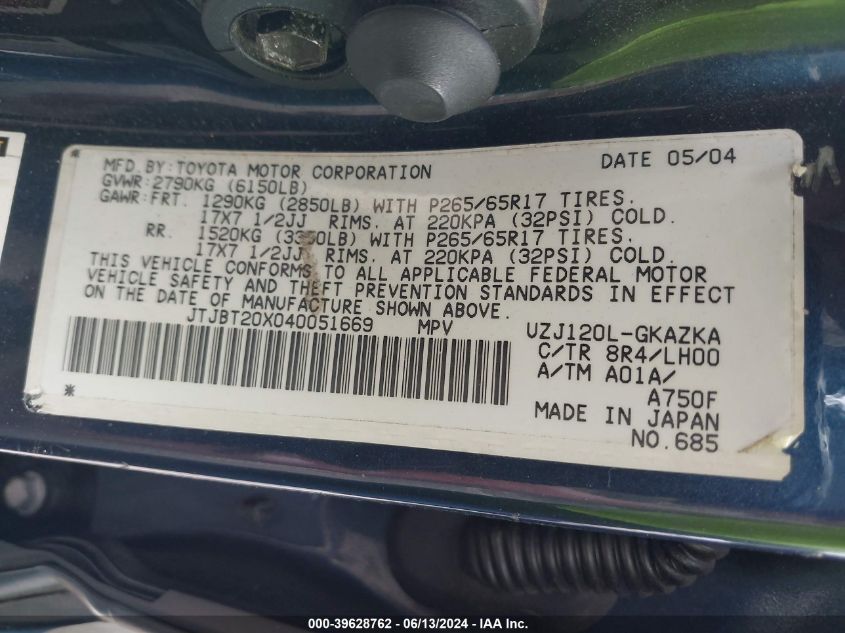 MFD.BY:TOYOTA MOTOR CORPORATION DATE 05/04
GVWR:2790KG (6150LB)
GAWR:FRT. 1290KG (2850LB) WITH P265/65R17 TIRES.
17X7 1/2JJ RIMS. AT 220KPA (32PSI) COLD.
RR. 1520KG (3350LB) WITH P265/65R17 TIRES.
17X7 1/2JJ RIMS. AT 220KPA (32PSI) COLD.
THIS VEHICLE CONFORMS TO ALL APPLICABLE FEDERAL MOTOR
VEHICLE SAFETY AND THEFT PREVENTION STANDARDS IN EFFECT
ON THE DATE OF MANUFACTURE SHOWN ABOVE.
JTJBT20X040051669 MPV UZJ120L-GKAZKA
C/TR 8R4/LH00
A/TM A01A/
A750F
MADE IN JAPAN
NO.685
000-39628762 - 06/13/2024 - IAA Inc.